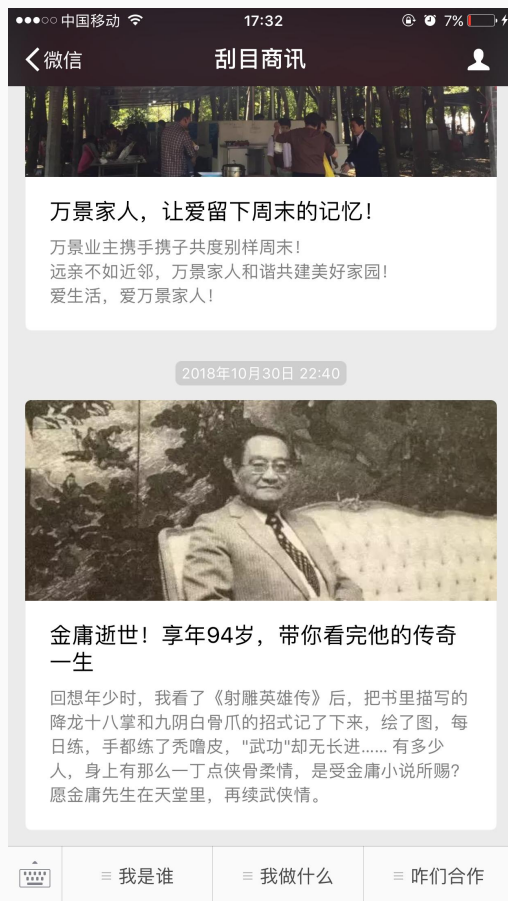 中国移动 17:32 7%
微信 刮目商讯
万景家人，让爱留下周末的记忆！
万景业主携手携子共度别样周末！
远亲不如近邻，万景家人和谐共建美好家园！
爱生活，爱万景家人！
2018年10月30日 22:40
金庸逝世！享年94岁，带你看完他的传奇
一生
回想年少时，我看了《射雕英雄传》后，把书里描写的
降龙十八掌和九阴白骨爪的招式记了下来，绘了图，每
日练，手都练了秃噜皮，"武功"却无长进…… 有多少
人，身上有那么一丁点侠骨柔情，是受金庸小说所赐？
愿金庸先生在天堂里，再续武侠情。
我是谁 我做什么 咋们合作